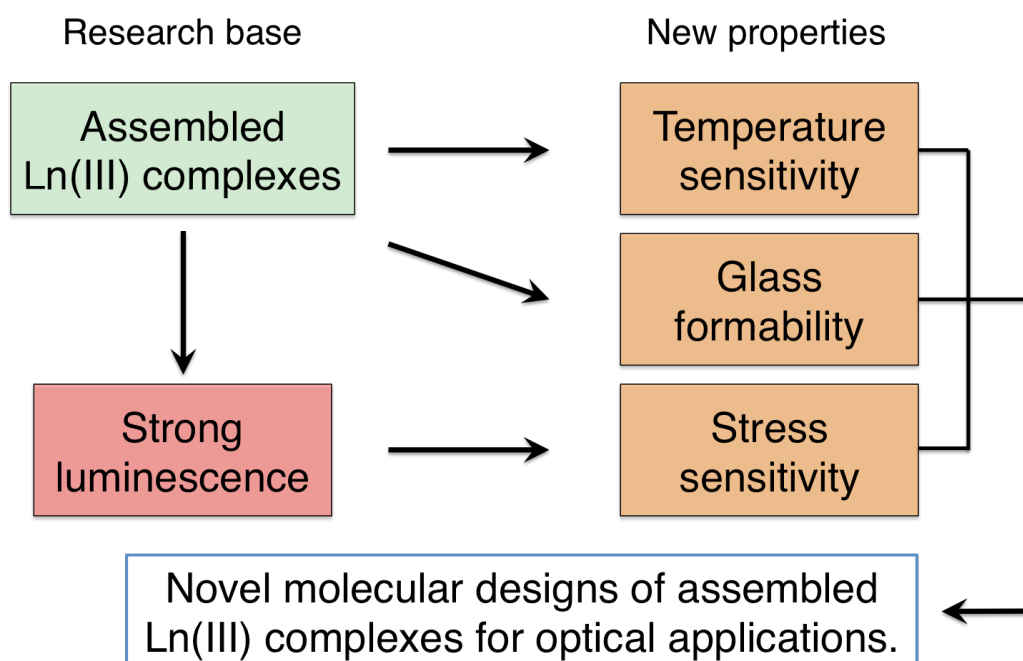 Research base
New properties
Assembled
Ln(III) complexes
Temperature
sensitivity
Glass
formability
Strong
luminescence
Stress
sensitivity
Novel molecular designs of assembled
Ln(III) complexes for optical applications.